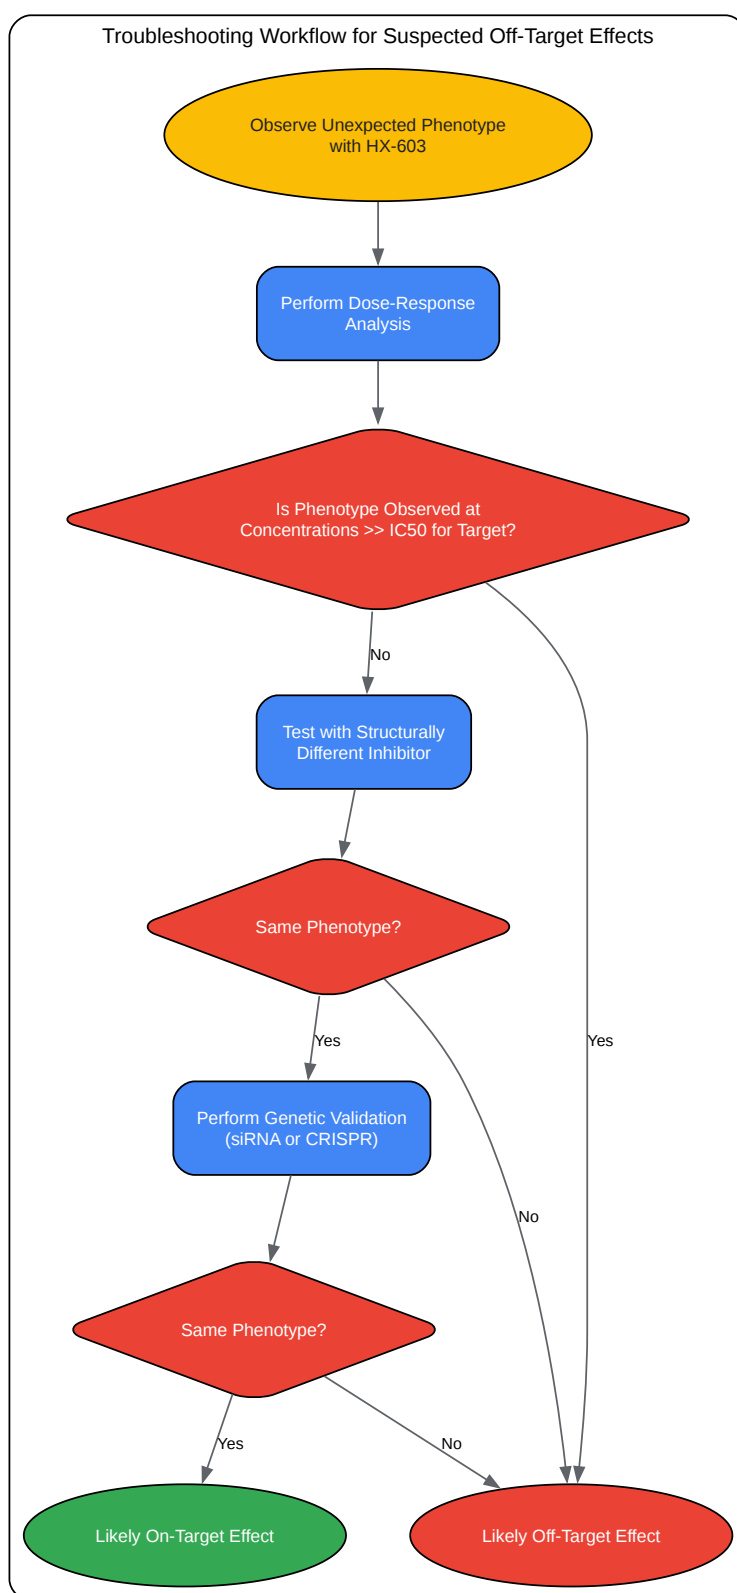 Troubleshooting Workflow for Suspected Off-Target Effects
Observe Unexpected Phenotype
with HX-603
Perform Dose-Response
Analysis
Is Phenotype Observed at
Concentrations >> IC50 for Target?
No
Test with Structurally
Different Inhibitor
Same Phenotype?
Yes
Yes
Perform Genetic Validation
(siRNA or CRISPR)
No
Same Phenotype?
Yes
No
Likely On-Target Effect
Likely Off-Target Effect